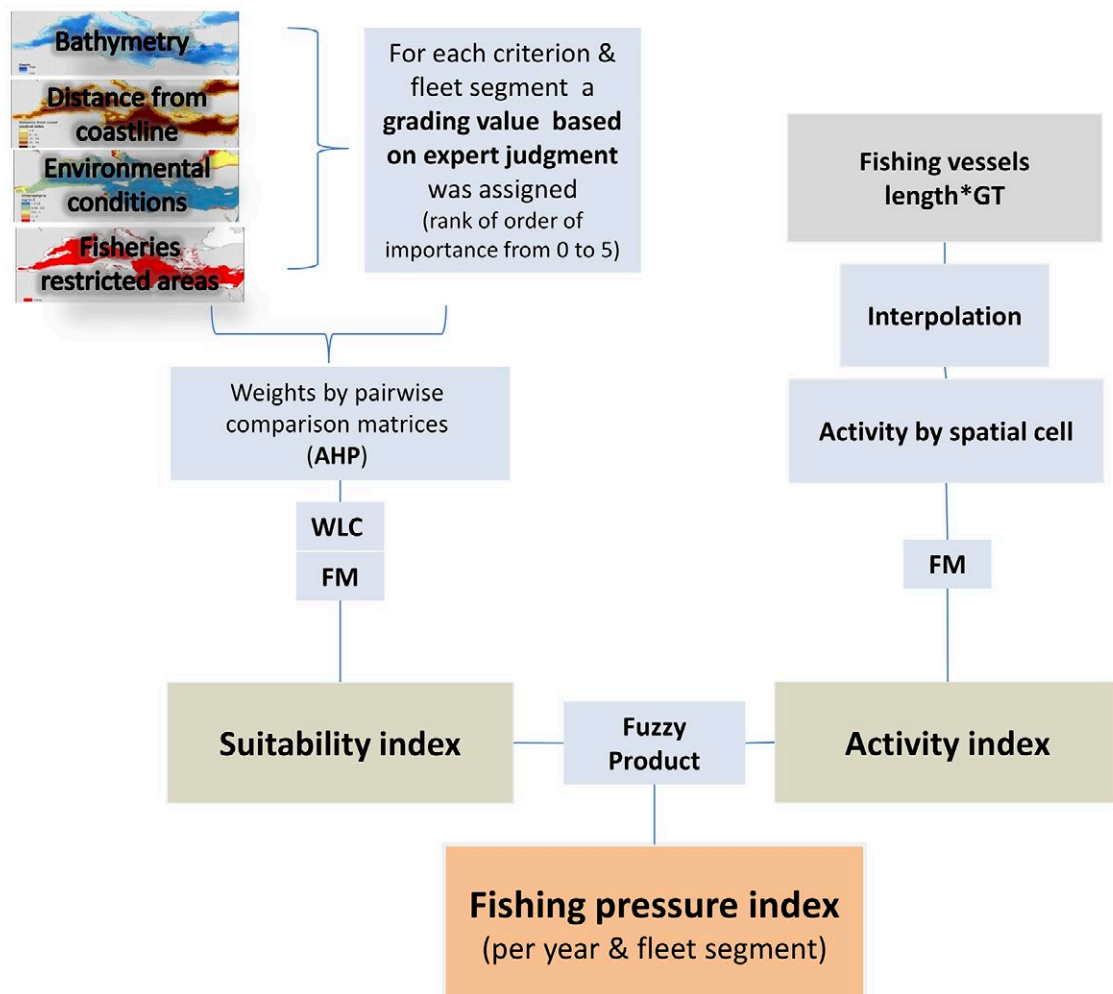 Bathymetry
Distance from
coastline
Environmental
conditions
Fisheries
restricted areas
For each criterion &
fleet segment a
grading value based
on expert judgment
was assigned
(rank of order of
importance from 0 to 5)
Weights by pairwise
comparison matrices
(AHP)
WLC
FM
Suitability index
Fishing vessels
length*GT
Interpolation
Activity by spatial cell
FM
Activity index
Fuzzy
Product
Fishing pressure index
(per year & fleet segment)